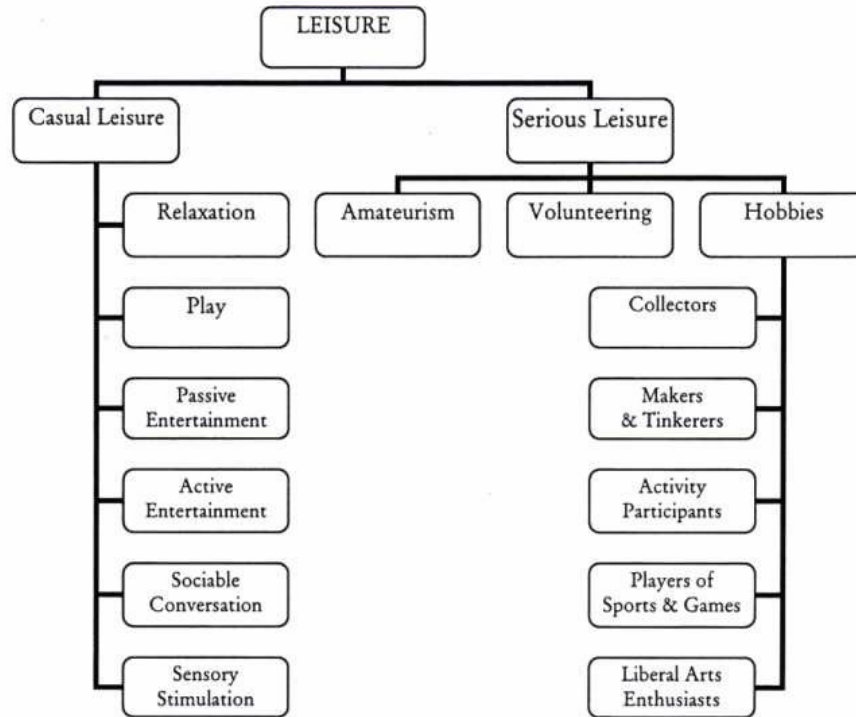 LEISURE
Casual Leisure
Serious Leisure
Relaxation
Amateurism
Volunteering
Hobbies
Play
Collectors
Passive
Entertainment
Makers
& Tinkerers
Active
Entertainment
Activity
Participants
Sociable
Conversation
Players of
Sports & Games
Sensory
Stimulation
Liberal Arts
Enthusiasts